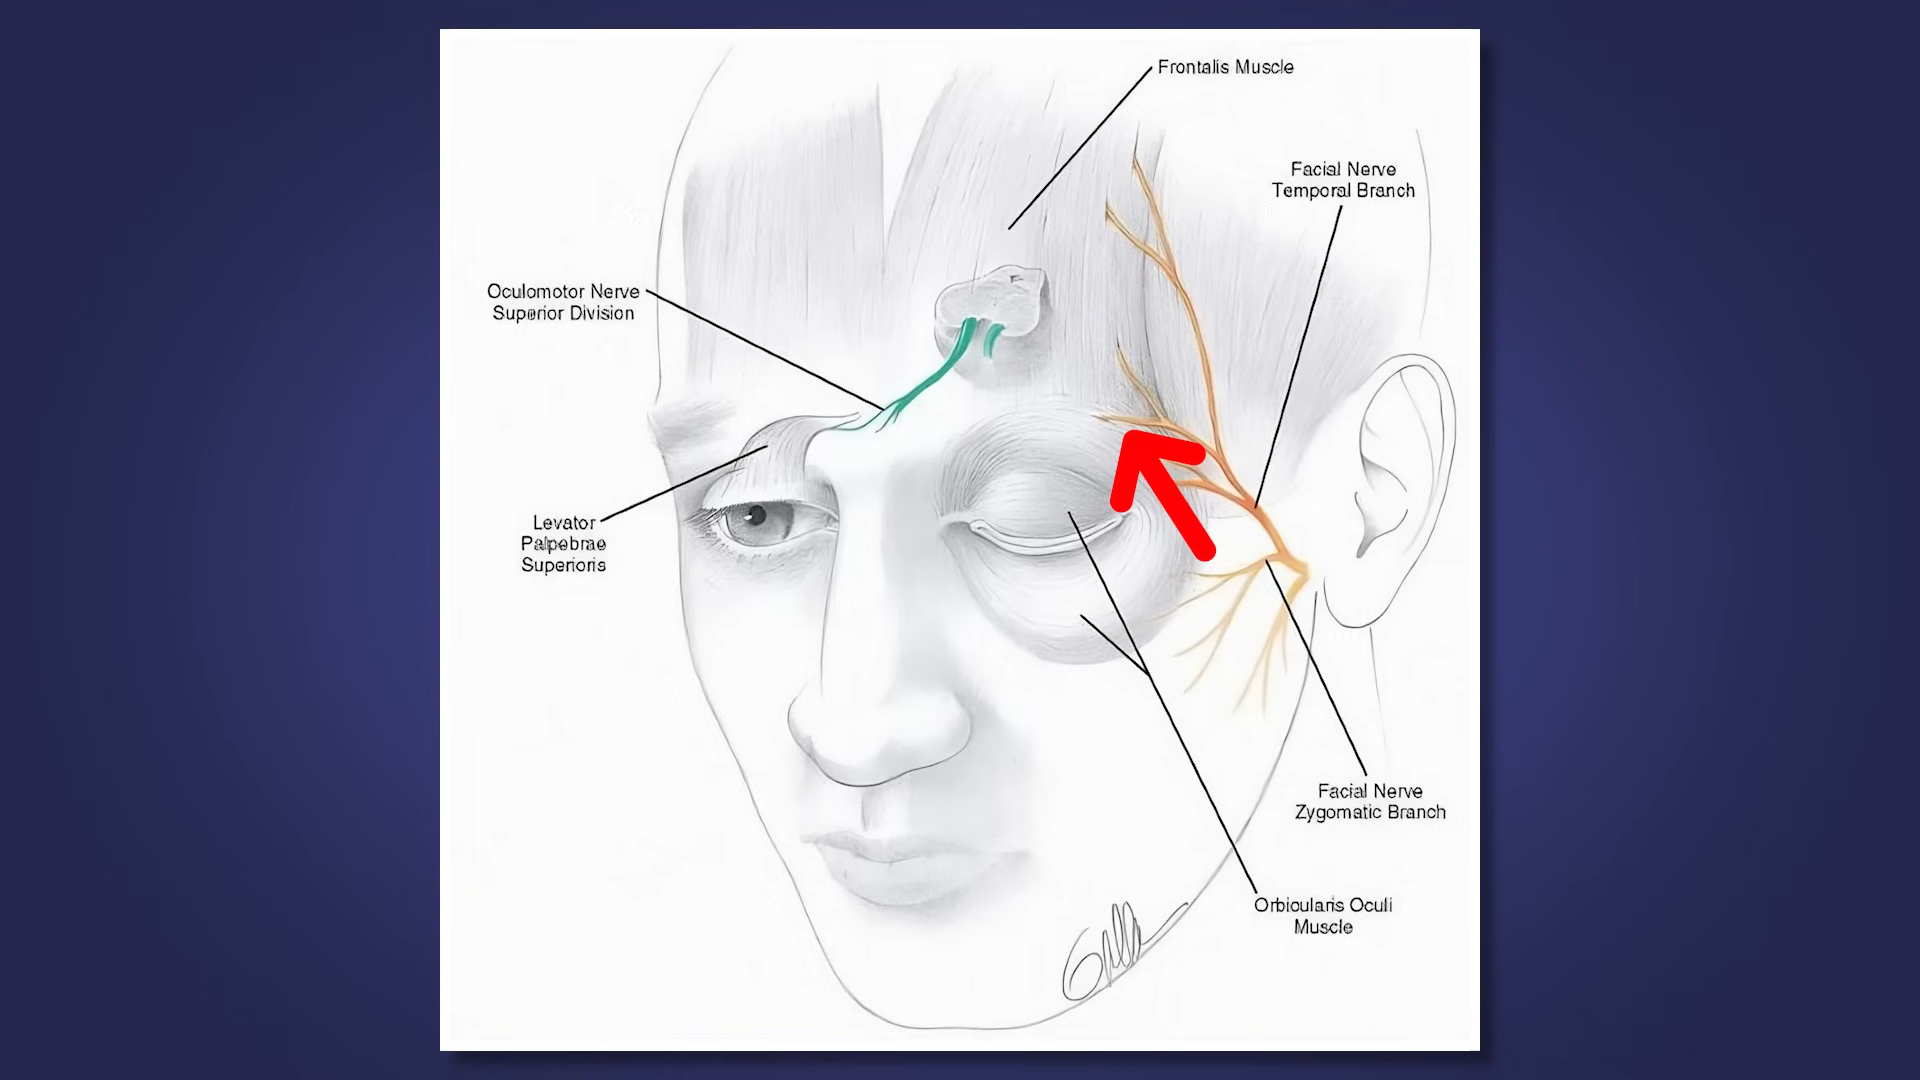 Frontalis Muscle
Facial Nerve
Temporal Branch
Oculomotor Nerve
Superior Division
Levator
Palpebrae
Superioris
Facial Nerve
Zygomatic Branch
Orbicularis Oculi
Muscle